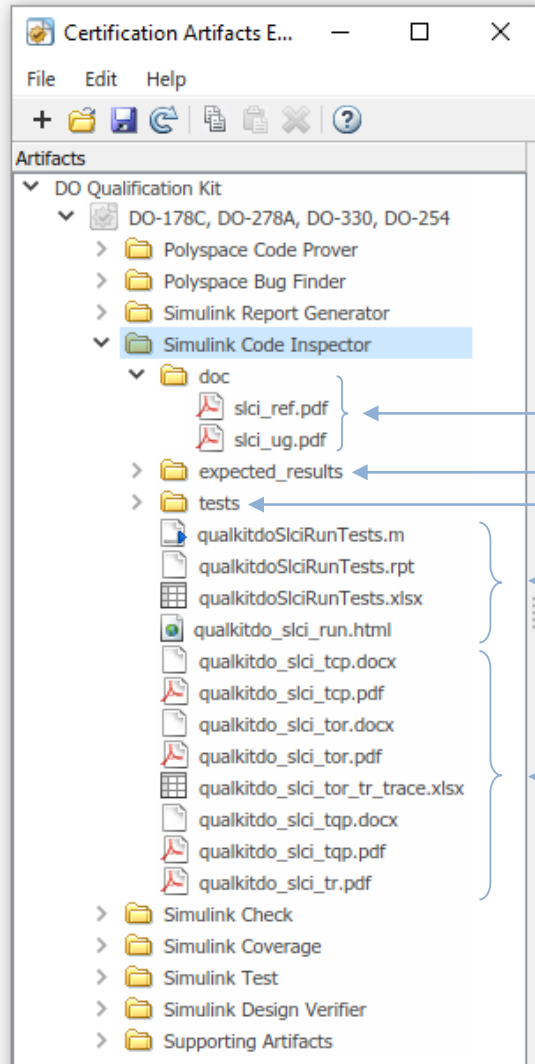 Certification Artifacts E...
File Edit Help
Artifacts
DO Qualification Kit
DO-178C, DO-278A, DO-330, DO-254
Polyspace Code Prover
Polyspace Bug Finder
Simulink Report Generator
Simulink Code Inspector
doc
slci_ref.pdf
slci_ug.pdf
expected_results
tests
qualkitdoSlciRunTests.m
qualkitdoSlciRunTests.rpt
qualkitdoSlciRunTests.xlsx
qualkitdo_slci_run.html
qualkitdo_slci_tcp.docx
qualkitdo_slci_tcp.pdf
qualkitdo_slci_tor.docx
qualkitdo_slci_tor.pdf
qualkitdo_slci_tor_tr_trace.xlsx
qualkitdo_slci_tqp.docx
qualkitdo_slci_tqp.pdf
qualkitdo_slci_tr.pdf
Simulink Check
Simulink Coverage
Simulink Test
Simulink Design Verifier
Supporting Artifacts